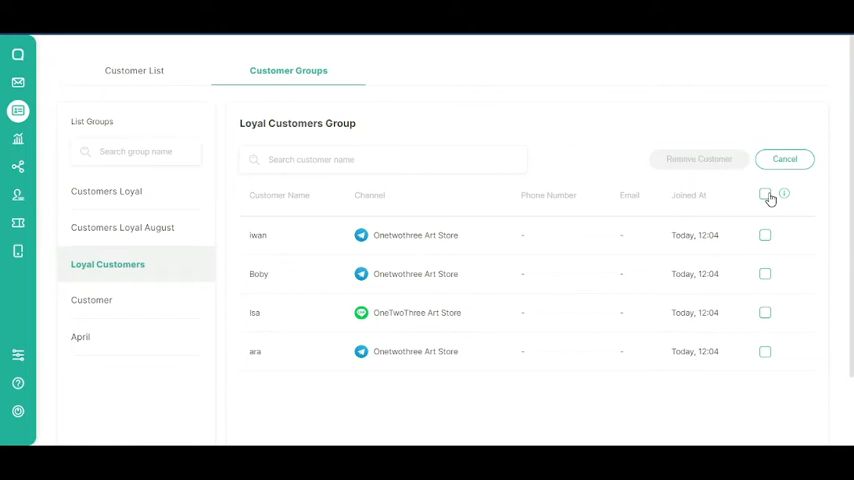 Customer List
Customer Groups
List Groups
Search group name
Customers Loyal
Customers Loyal August
Loyal Customers
Customer
April
Loyal Customers Group
Search customer name
Remove Customer
Cancel
Customer Name Channel Phone Number Email Joined At
iwan Onetwothree Art Store - - Today, 12:04
Boby Onetwothree Art Store - - Today, 12:04
Isa OneTwoThree Art Store - - Today, 12:04
ara Onetwothree Art Store - - Today, 12:04